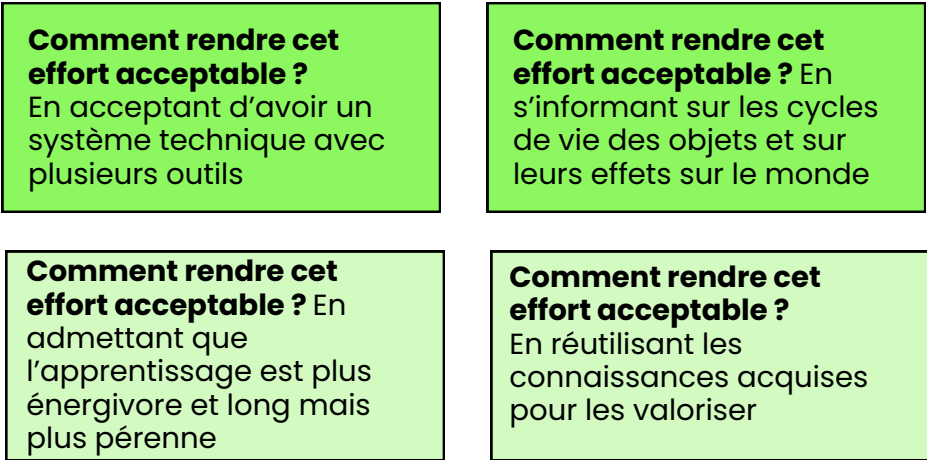 Comment rendre cet
effort acceptable ?
En acceptant d’avoir un
système technique avec
plusieurs outils
Comment rendre cet
effort acceptable ? En
s’informant sur les cycles
de vie des objets et sur
leurs effets sur le monde
Comment rendre cet
effort acceptable ? En
admettant que
l’apprentissage est plus
énergivore et long mais
plus pérenne
Comment rendre cet
effort acceptable ?
En réutilisant les
connaissances acquises
pour les valoriser